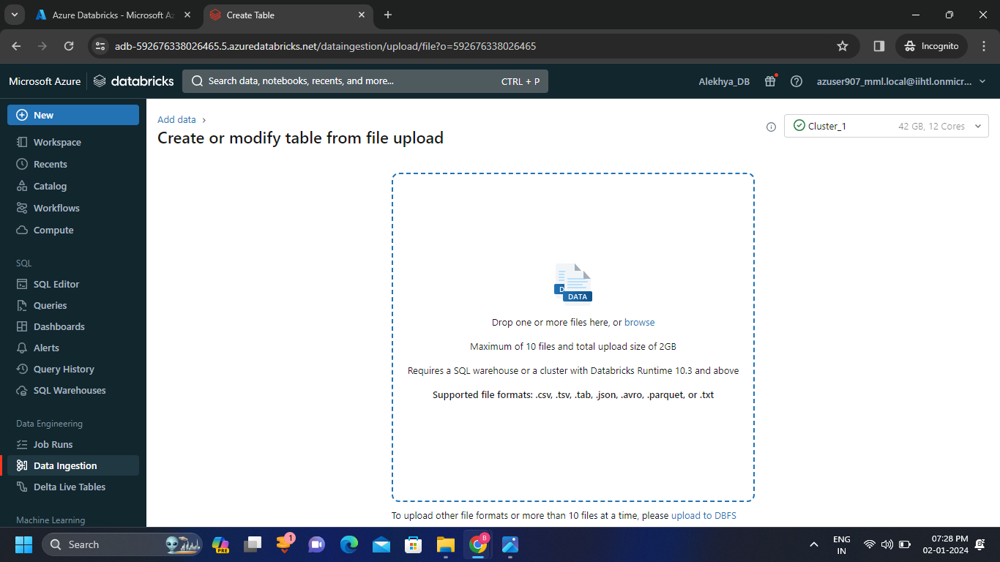 Azure Databricks - Microsoft Az
Create Table
adb-592676338026465.5.azuredatabricks.net/dataingestion/upload/file?o=592676338026465
Incognito
Microsoft Azure
databricks
Search data, notebooks, recents, and more...
CTRL + P
Alekhya_DB
azuser907_mml.local@iihtl.onmicr...
New
Workspace
Recents
Catalog
Workflows
Compute
SQL
SQL Editor
Queries
Dashboards
Alerts
Query History
SQL Warehouses
Data Engineering
Job Runs
Data Ingestion
Delta Live Tables
Machine Learning
Add data
Create or modify table from file upload
Cluster_1
42 GB, 12 Cores
D
DATA
Drop one or more files here, or browse
Maximum of 10 files and total upload size of 2GB
Requires a SQL warehouse or a cluster with Databricks Runtime 10.3 and above
Supported file formats: .csv, .tsv, .tab, .json, .avro, .parquet, or .txt
To upload other file formats or more than 10 files at a time, please upload to DBFS
Search
PRE
1
8
ENG
IN
07:28 PM
02-01-2024